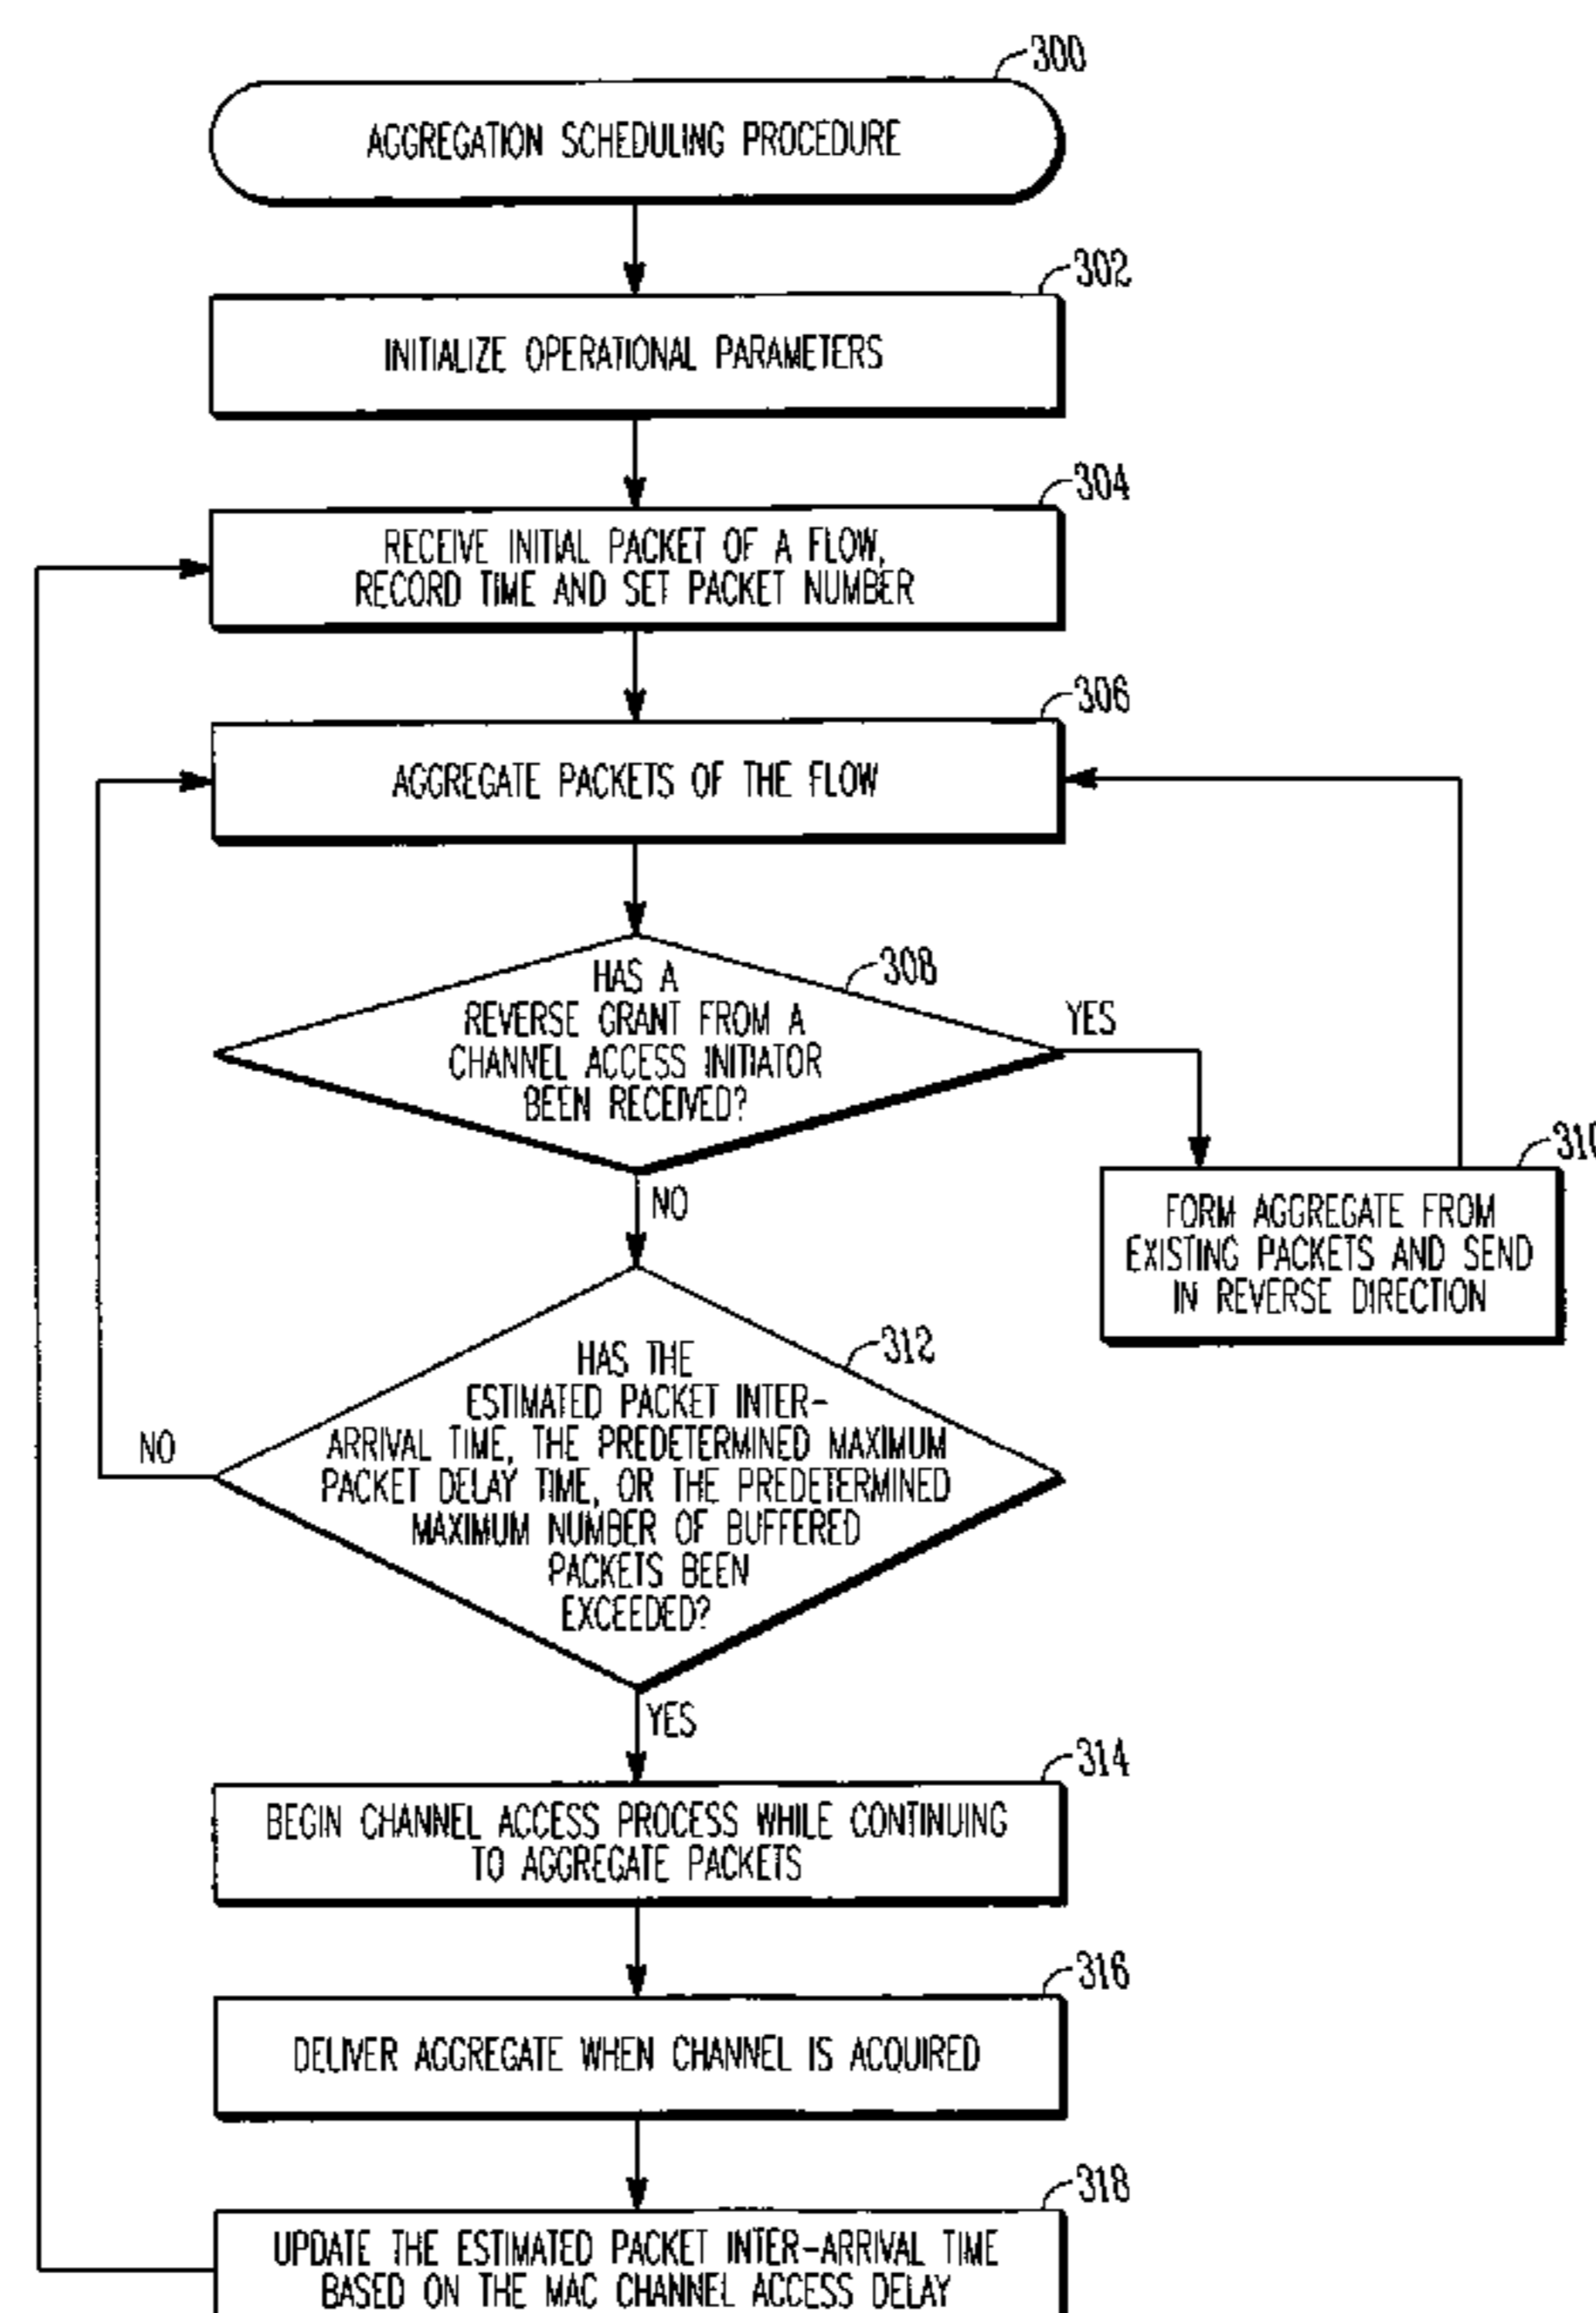 300
AGGREGATION SCHEDULING PROCEDURE
302
INITIALIZE OPERATIONAL PARAMETERS
304
RECEIVE INITIAL PACKET OF A FLOW,
RECORD TIME AND SET PACKET NUMBER
306
AGGREGATE PACKETS OF THE FLOW
308
HAS A
REVERSE GRANT FROM A
CHANNEL ACCESS INITIATOR
BEEN RECEIVED?
YES
NO
310
FORM AGGREGATE FROM
EXISTING PACKETS AND SEND
IN REVERSE DIRECTION
312
HAS THE
ESTIMATED PACKET INTER-
ARRIVAL TIME, THE PREDETERMINED MAXIMUM
PACKET DELAY TIME, OR THE PREDETERMINED
MAXIMUM NUMBER OF BUFFERED
PACKETS BEEN
EXCEEDED?
NO
YES
314
BEGIN CHANNEL ACCESS PROCESS WHILE CONTINUING
TO AGGREGATE PACKETS
316
DELIVER AGGREGATE WHEN CHANNEL IS ACQUIRED
318
UPDATE THE ESTIMATED PACKET INTER-ARRIVAL TIME
BASED ON THE MAC CHANNEL ACCESS DELAY